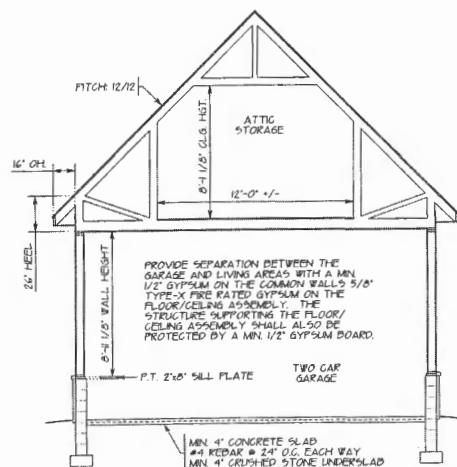 PITCH: 12/12
ATTIC
STORAGE
8'-1 1/8" CLG. HGT.
16" OH.
12'-0" +/-
26" HEEL
8'-11 1/8" WALL HEIGHT
PROVIDE SEPARATION BETWEEN THE
GARAGE AND LIVING AREAS WITH A MIN.
1/2" GYPSUM ON THE COMMON WALLS 5/8"
TYPE-X FIRE RATED GYPSUM ON THE
FLOOR/CEILING ASSEMBLY. THE
STRUCTURE SUPPORTING THE FLOOR/
CEILING ASSEMBLY SHALL ALSO BE
PROTECTED BY A MIN. 1/2" GYPSUM BOARD.
P.T. 2"x8" SILL PLATE
TWO CAR
GARAGE
MIN. 4" CONCRETE SLAB
#4 REBAR @ 24" O.C. EACH WAY
MIN. 4" CRUSHED STONE UNDERSLAB